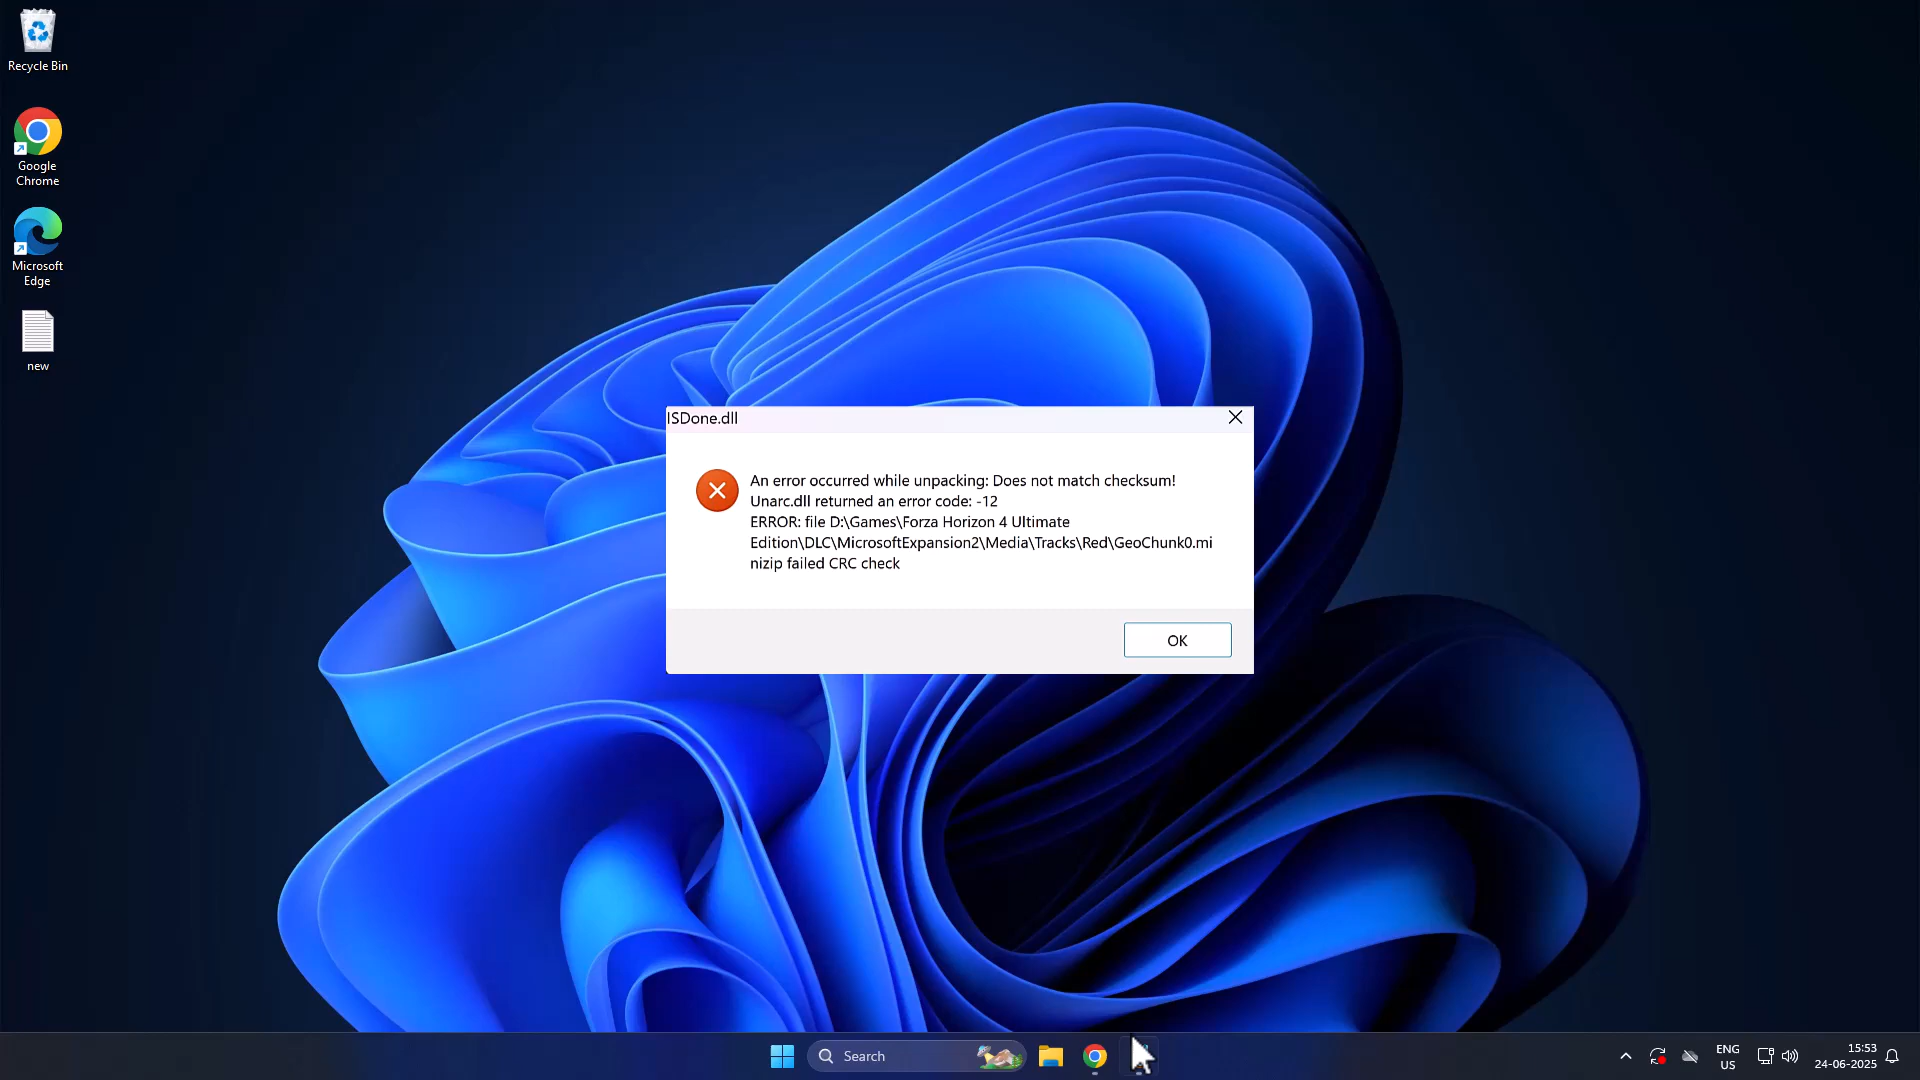 Recycle Bin
Google
Chrome
Microsoft
Edge
new
ISDone.dll
An error occurred while unpacking: Does not match checksum!
Unarc.dll returned an error code: -12
ERROR: file D:\Games\Forza Horizon 4 Ultimate
Edition\DLC\MicrosoftExpansion2\Media\Tracks\Red\GeoChunk0.mi
nizip failed CRC check
OK
Search
ENG
US
15:53
24-06-2025